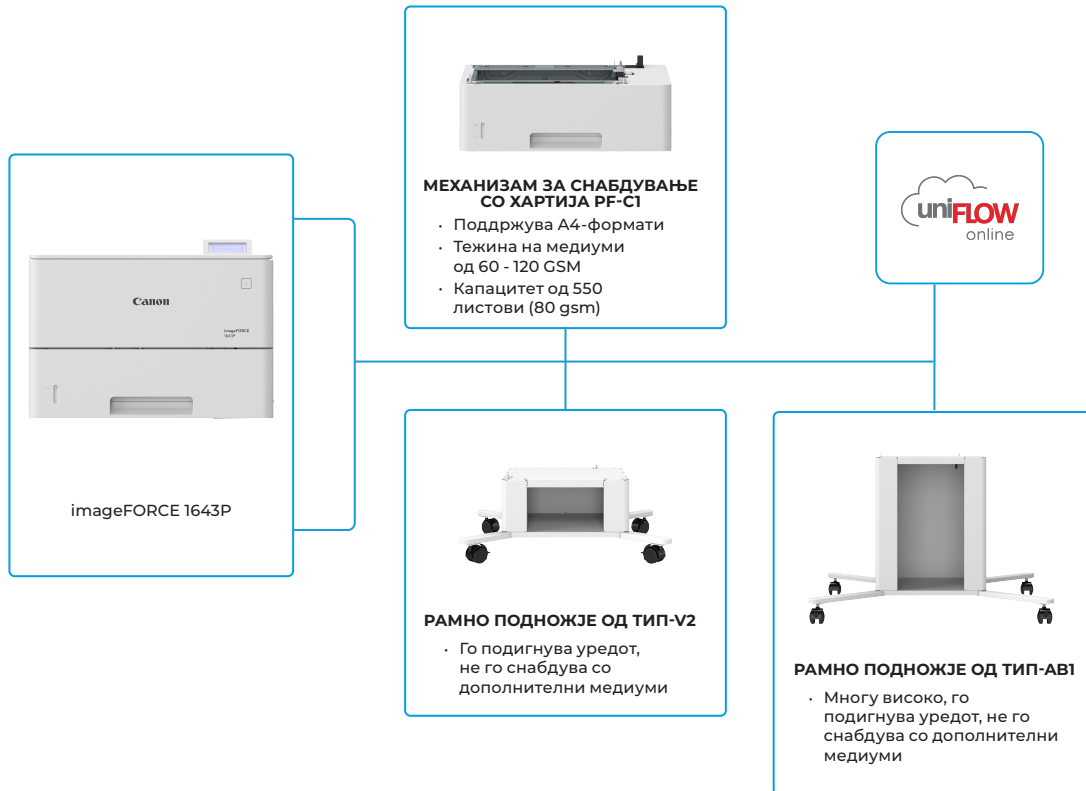 Canon
imageFORCE
1643P
imageFORCE 1643P
МЕХАНИЗАМ ЗА СНАБДУВАЊЕ
СО ХАРТИЈА PF-C1
· Поддржува A4-формати
· Тежина на медиуми
од 60 - 120 GSM
· Капацитет од 550
листови (80 gsm)
uniFLOW
online
РАМНО ПОДНОЖЈЕ ОД ТИП-V2
· Го подигнува уредот,
не го снабдува со
дополнителни медиуми
РАМНО ПОДНОЖЈЕ ОД ТИП-AB1
· Многу високо, го
подигнува уредот, не го
снабдува со дополнителни
медиуми